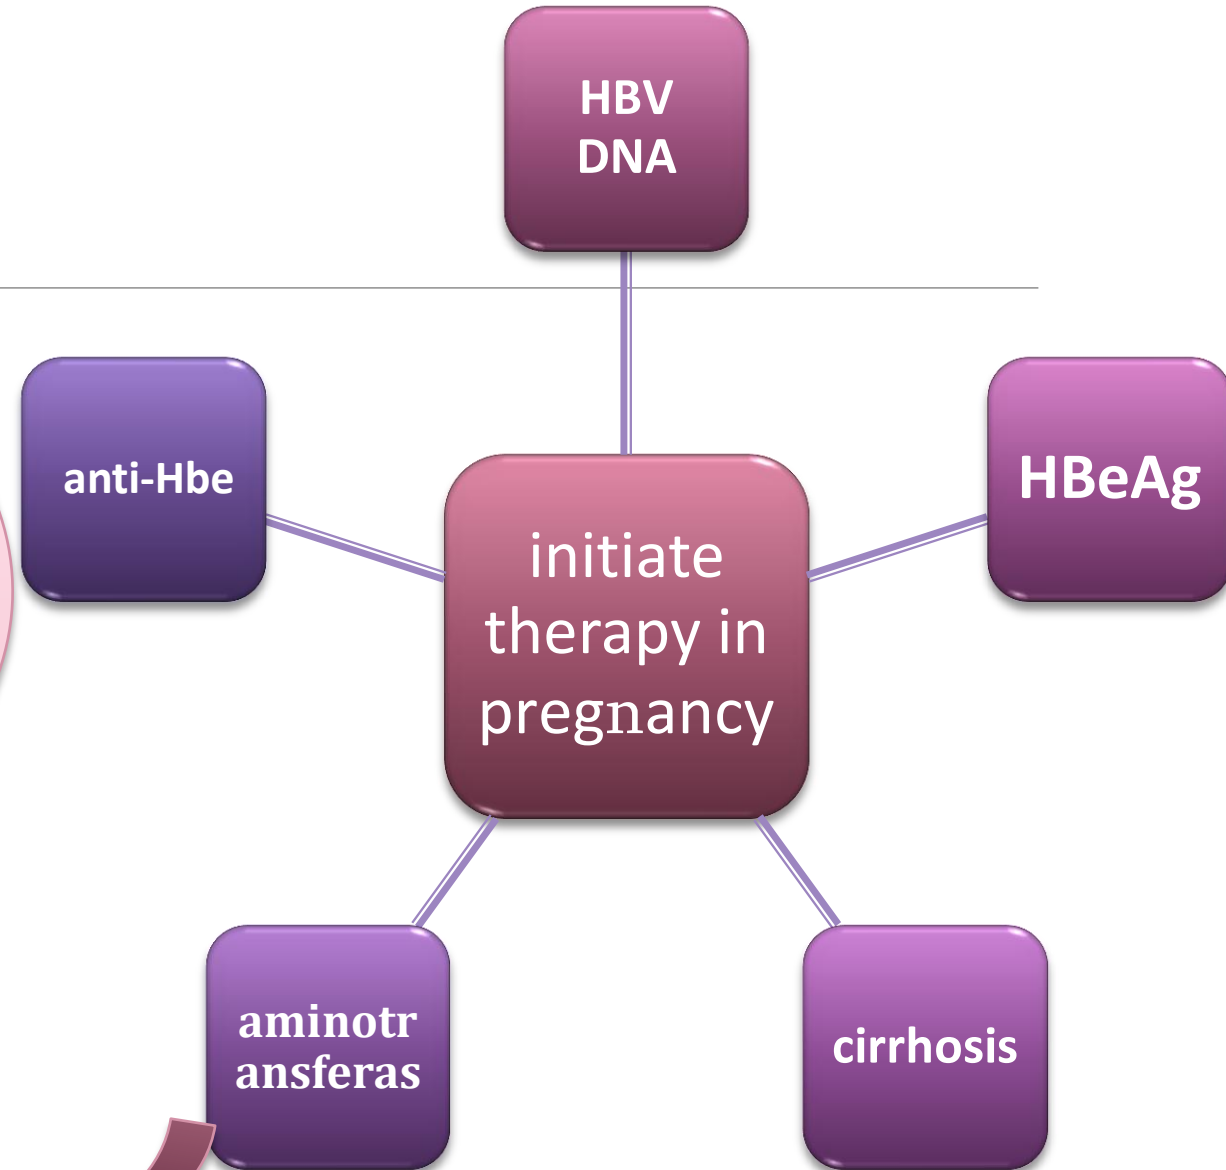 HBV
DNA
anti-Hbe
HBeAg
initiate
therapy in
pregnancy
aminotr
ansferas
cirrhosis